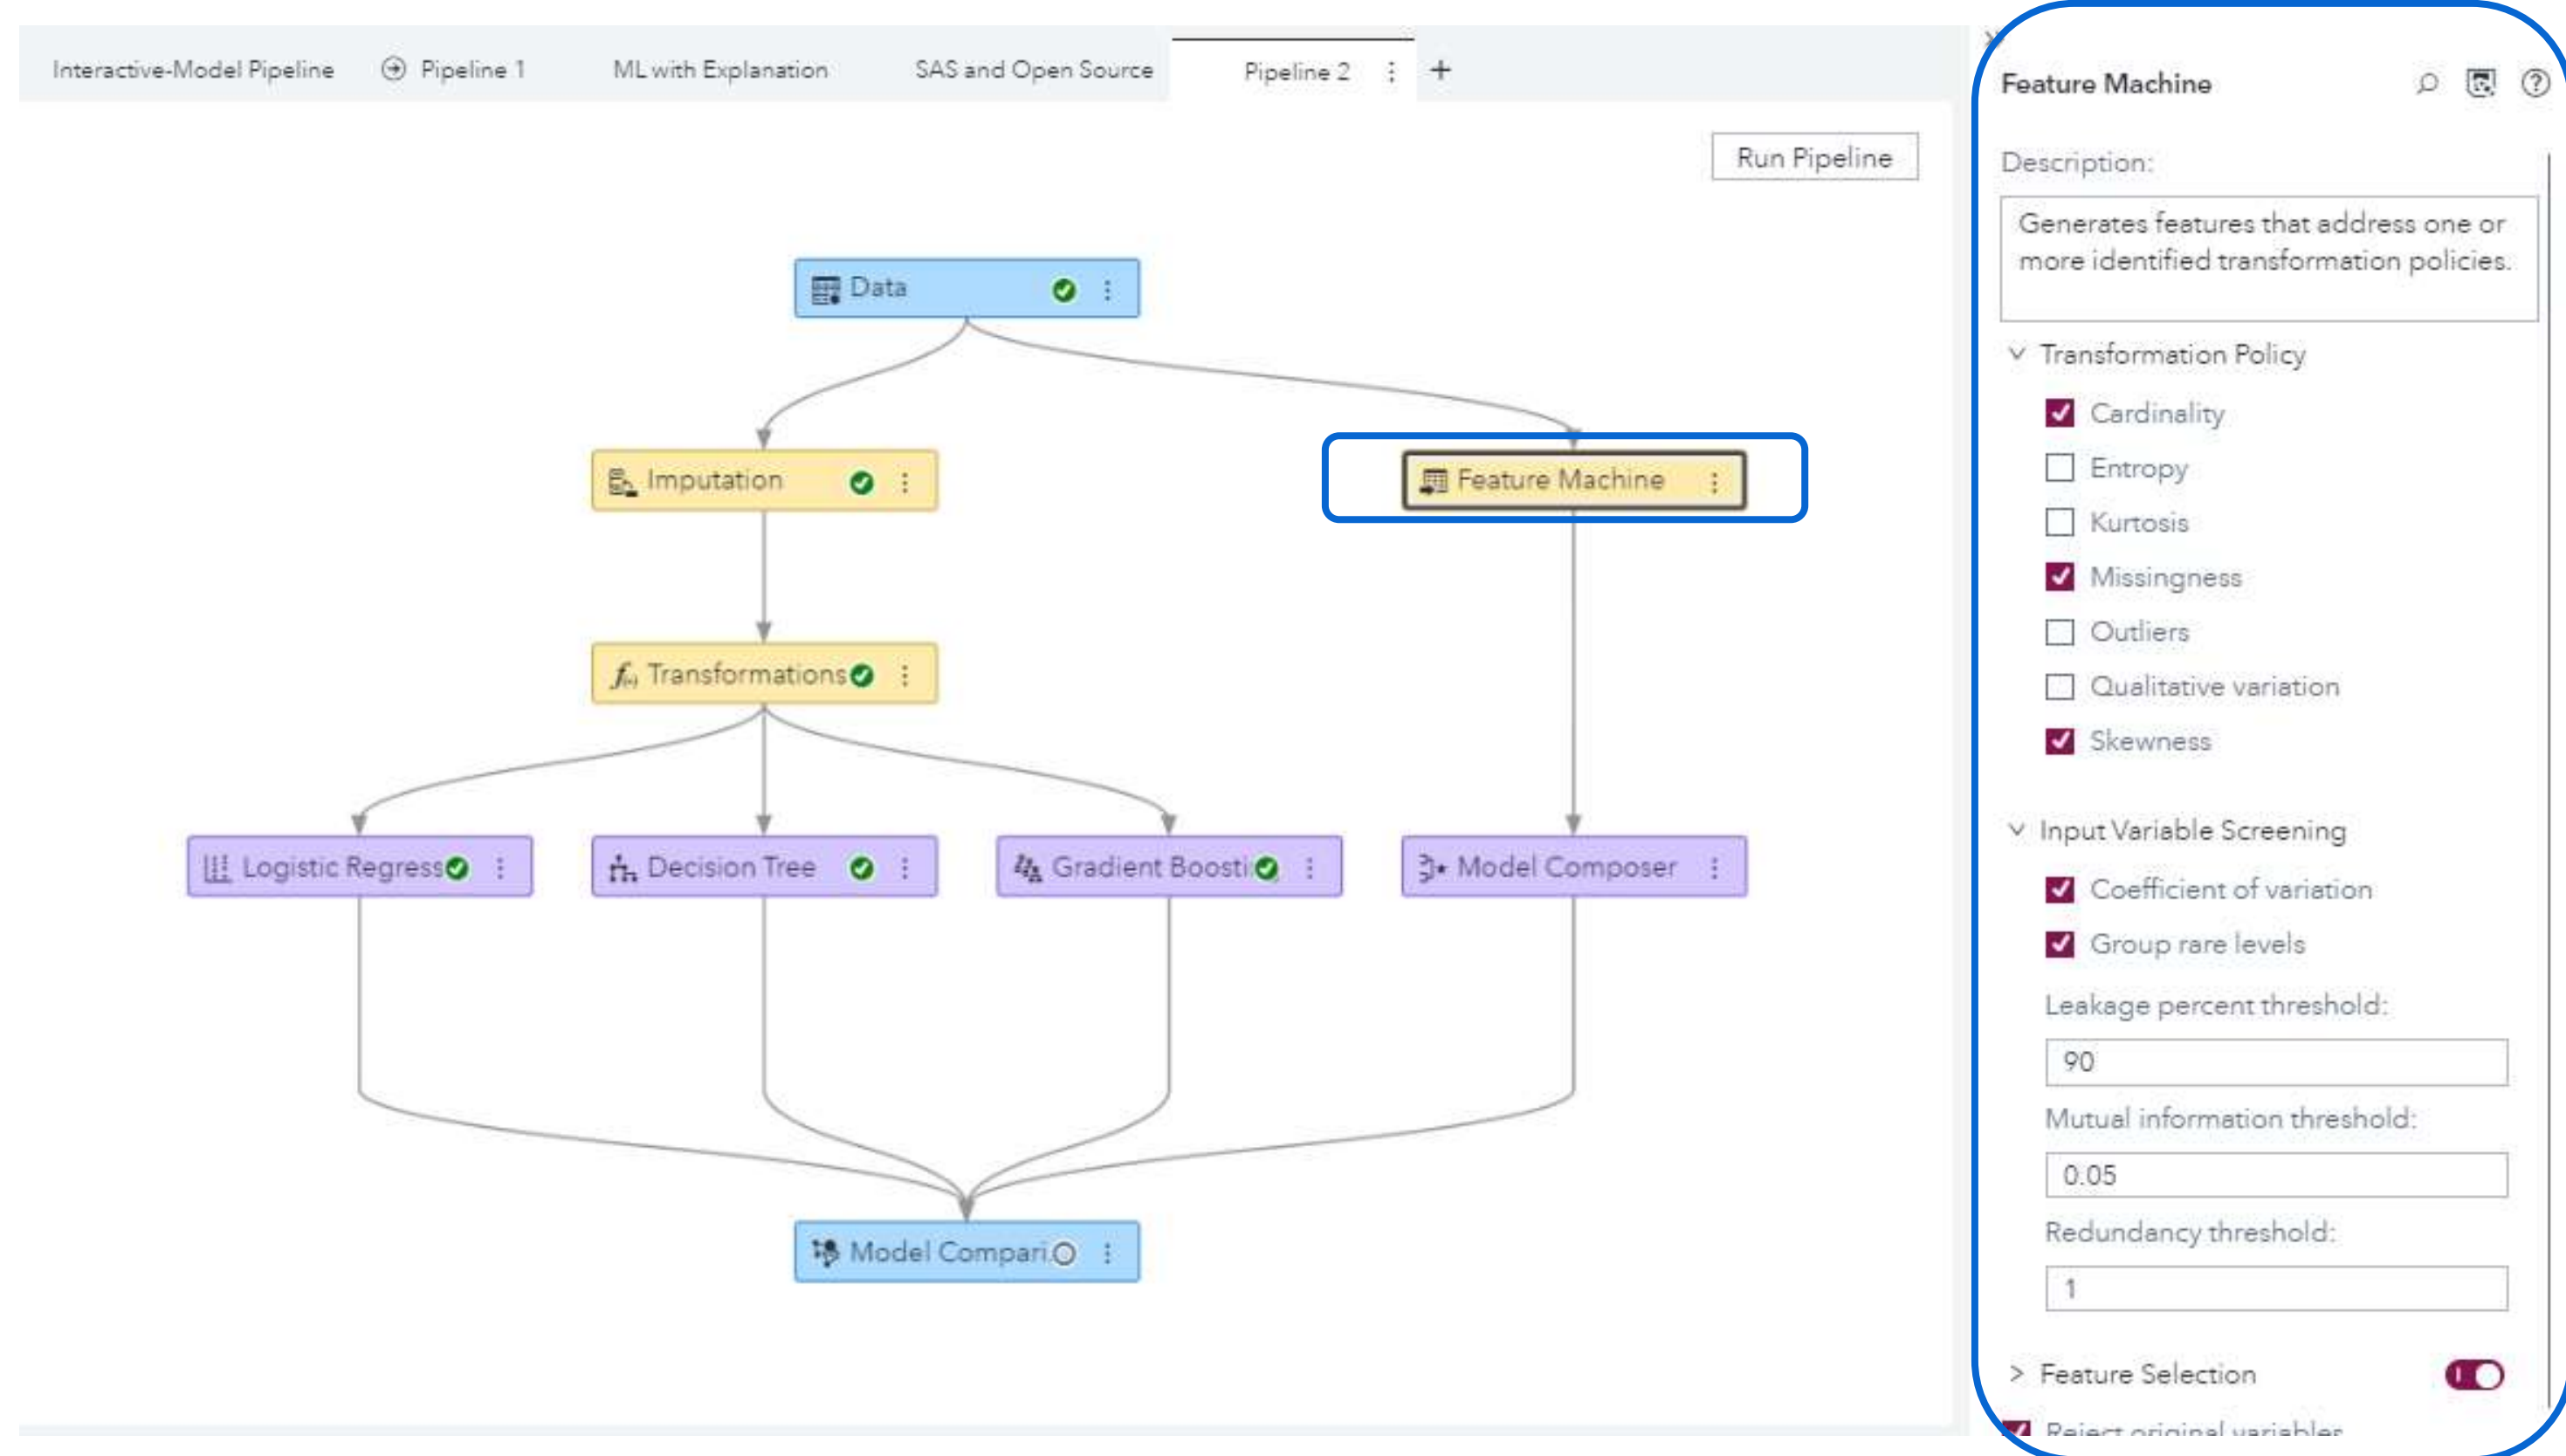 Interactive-Model Pipeline Pipeline 1 ML with Explanation SAS and Open Source Pipeline 2
Run Pipeline
Data
Imputation
Feature Machine
Transformations
Logistic Regress
Decision Tree
Gradient Boosti
Model Composer
Model Compari
Feature Machine
Description:
Generates features that address one or
more identified transformation policies.
Transformation Policy
Cardinality
Entropy
Kurtosis
Missingness
Outliers
Qualitative variation
Skewness
Input Variable Screening
Coefficient of variation
Group rare levels
Leakage percent threshold:
90
Mutual information threshold:
0.05
Redundancy threshold:
1
Feature Selection
Reject original variables